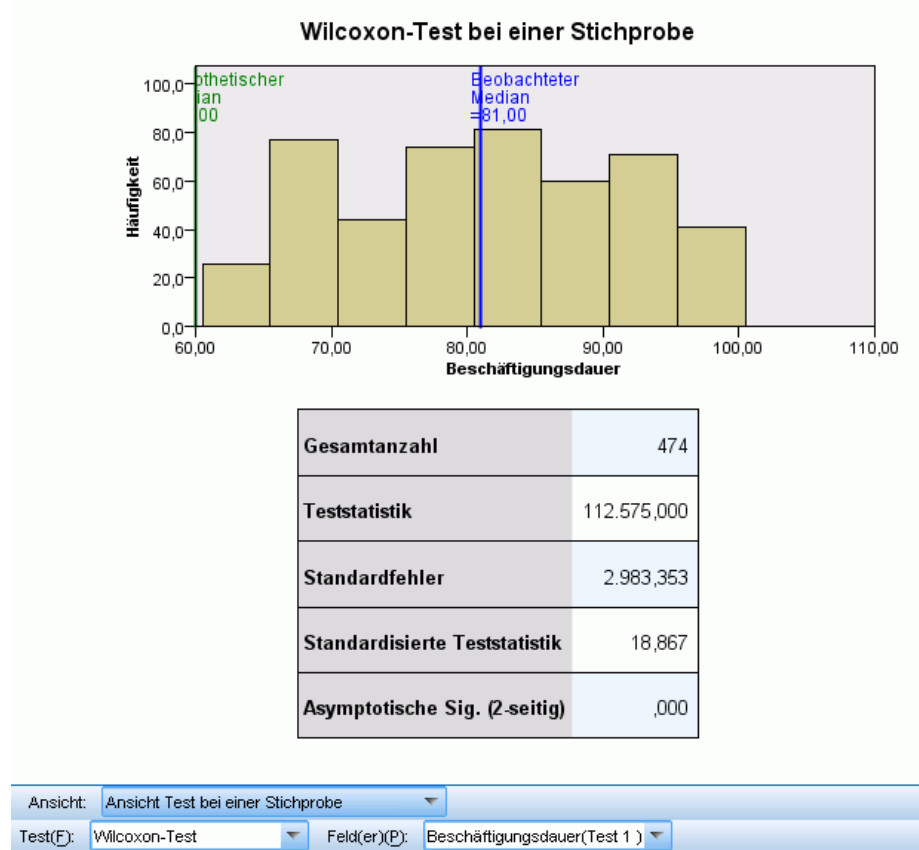 Wilcoxon-Test bei einer Stichprobe
othetischer
ian
00
Beobachteter
Median
=81,00
Häufigkeit
100,0
80,0
60,0
40,0
20,0
0,0
60,00 70,00 80,00 90,00 100,00 110,00
Beschäftigungsdauer
Gesamtanzahl 474
Teststatistik 112.575,000
Standardfehler 2.983,353
Standardisierte Teststatistik 18,867
Asymptotische Sig. (2-seitig) ,000
Ansicht: Ansicht Test bei einer Stichprobe
Test(F): Wilcoxon-Test Feld(er)(P): Beschäftigungsdauer(Test 1 )